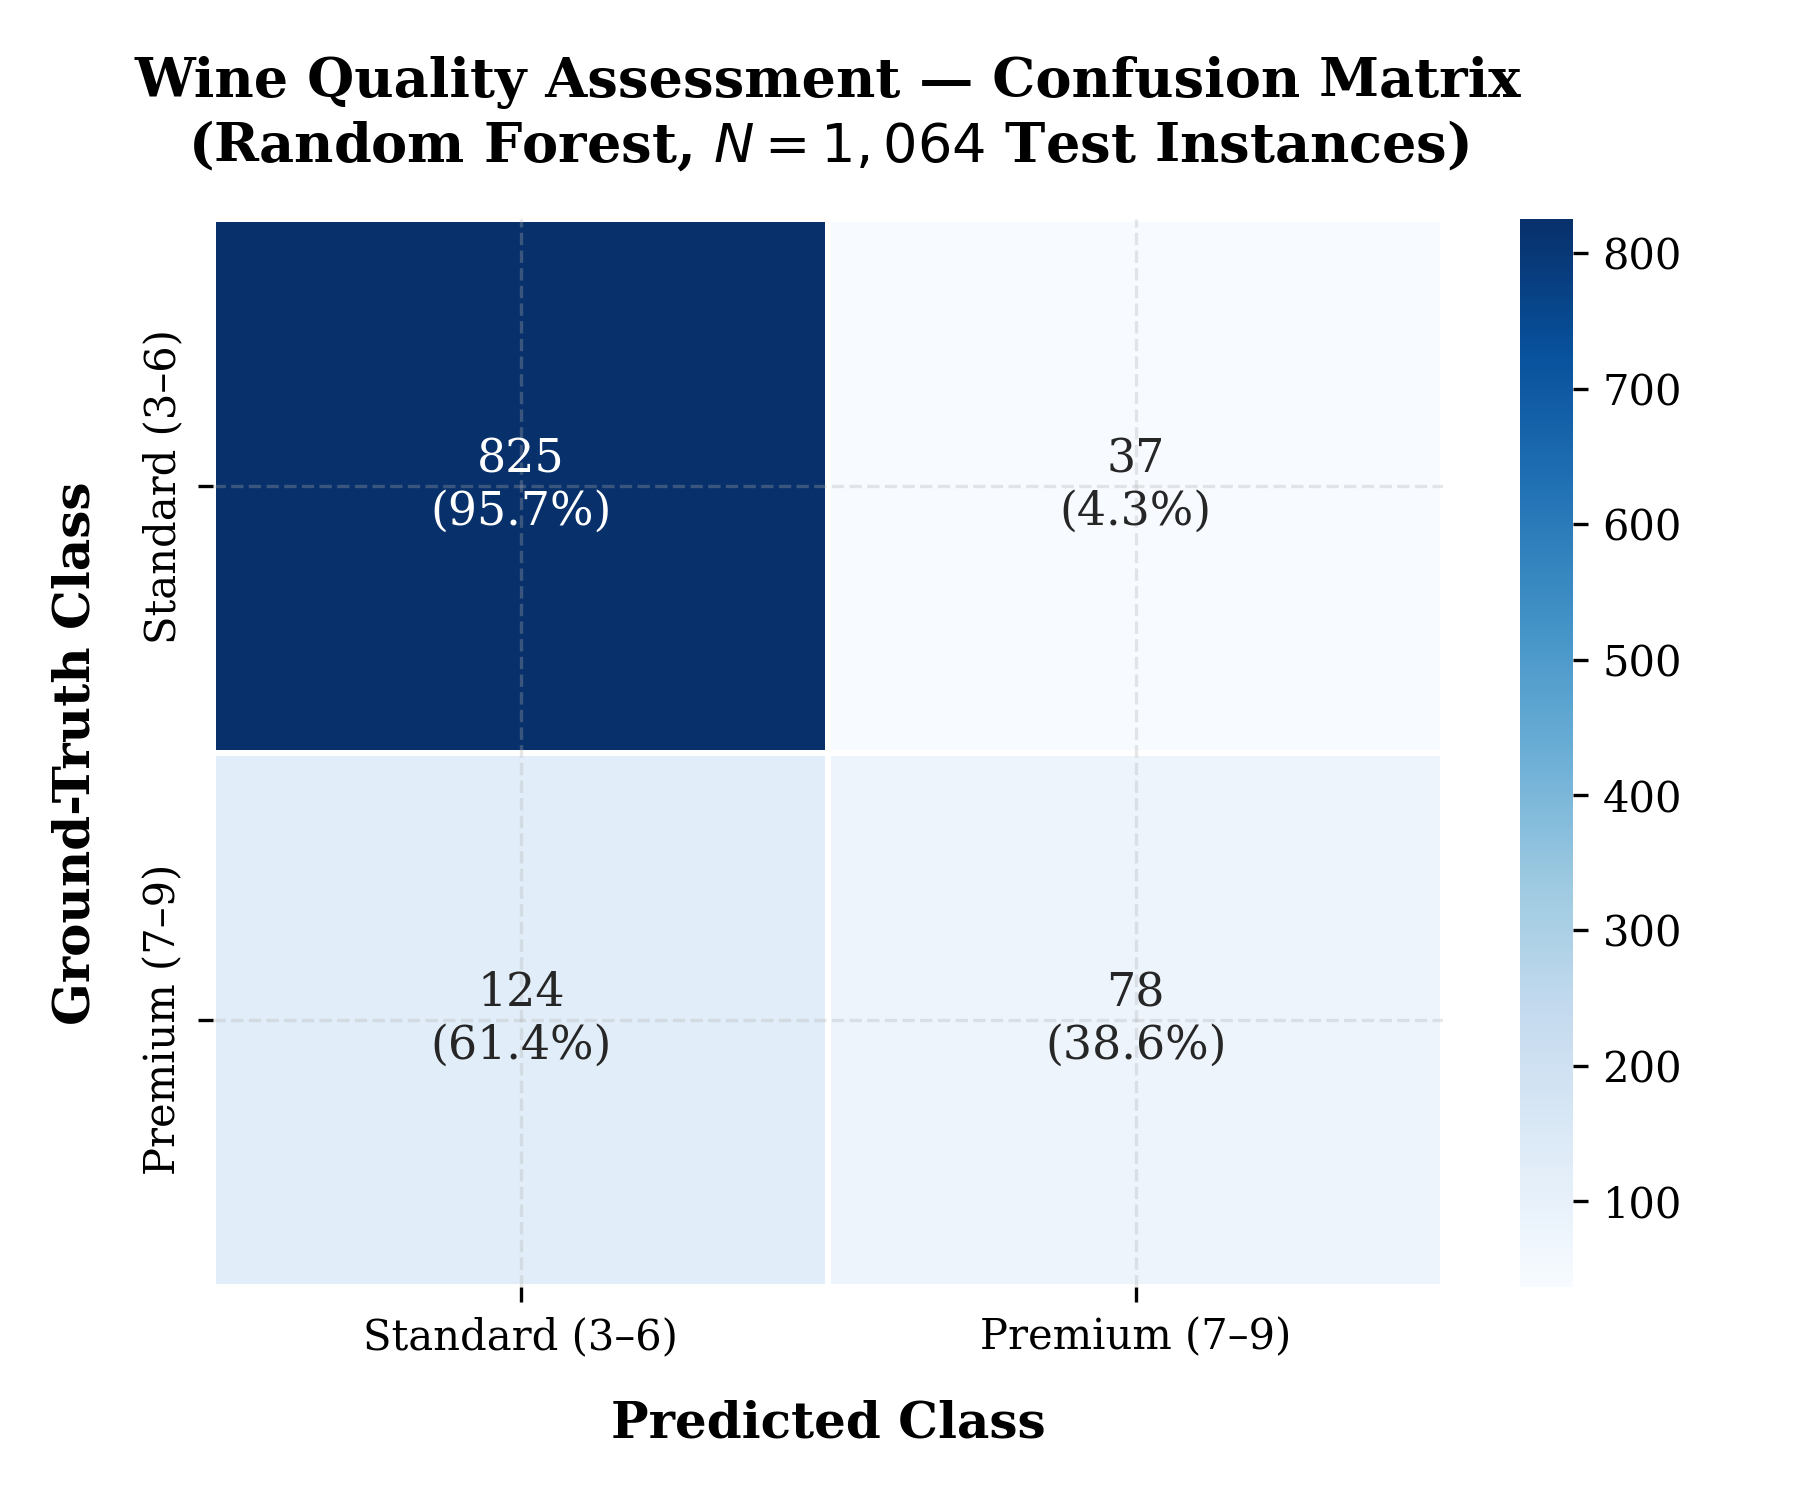 Wine Quality Assessment — Confusion Matrix
(Random Forest, N = 1, 064 Test Instances)
Ground-Truth Class
Standard (3–6)
825
(95.7%)
37
(4.3%)
Premium (7–9)
124
(61.4%)
78
(38.6%)
Standard (3–6)
Premium (7–9)
Predicted Class
800
700
600
500
400
300
200
100